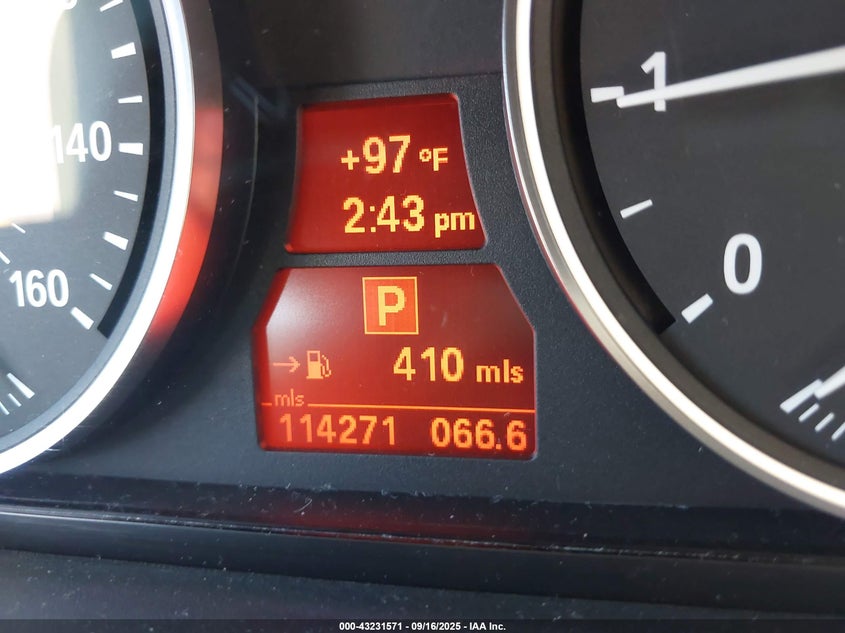 140
160
+97 °F
2:43 pm
P
410 mls
mls
114271 066.6
1
0
000-43231571 - 09/16/2025 - IAA Inc.